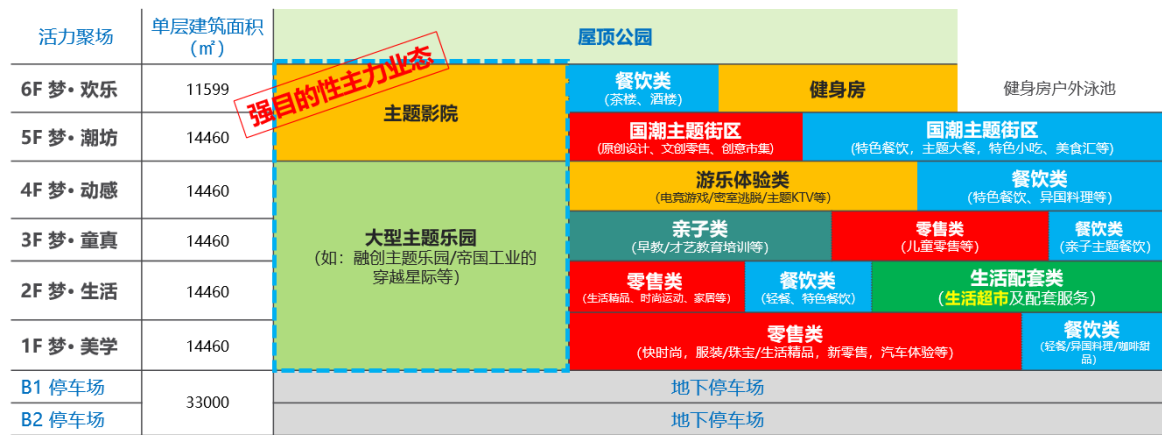 活力聚场
单层建筑面积
(㎡)
屋顶公园
强目的性主力业态
6F 梦·欢乐
11599
主题影院
餐饮类
(茶楼、酒楼)
健身房
健身房户外泳池
5F 梦·潮坊
14460
国潮主题街区
(原创设计、文创零售、创意市集)
国潮主题街区
(特色餐饮，主题大餐，特色小吃、美食汇等)
4F 梦·动感
14460
大型主题乐园
(如：融创主题乐园/帝国工业的
穿越星际等)
游乐体验类
(电竞游戏/密室逃脱/主题KTV等)
餐饮类
(特色餐饮、异国料理等)
3F 梦·童真
14460
亲子类
(早教/才艺教育培训等)
零售类
(儿童零售等)
餐饮类
(亲子主题餐饮)
2F 梦·生活
14460
零售类
(生活精品、时尚运动、家居等)
餐饮类
(轻餐、特色餐饮)
生活配套类
(生活超市及配套服务)
1F 梦·美学
14460
零售类
(快时尚，服装/珠宝/生活精品，新零售，汽车体验等)
餐饮类
(轻餐/异国料理/咖啡甜
品)
B1 停车场
33000
地下停车场
B2 停车场
地下停车场